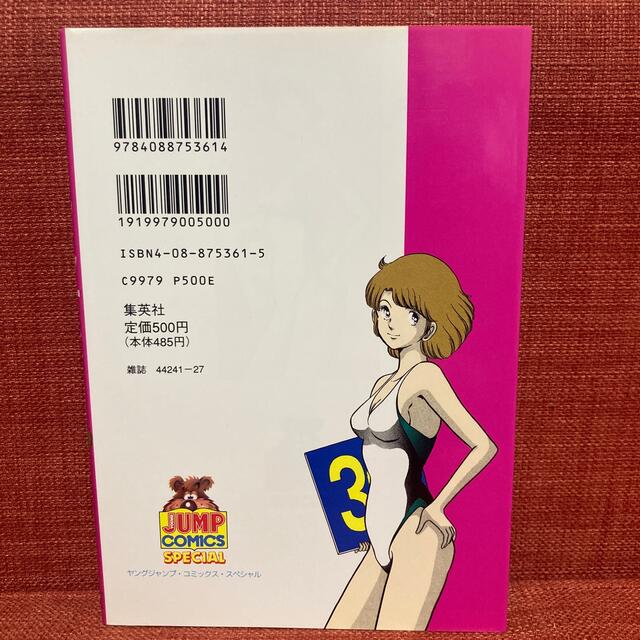 9784088753614
1919979005000
ISBN4-08-875361-5
C9979 P500E
集英社
定価500円
（本体485円）
雑誌 44241-27
3
JUMP
COMICS
SPECIAL
ヤングジャンプ・コミックス・スペシャル